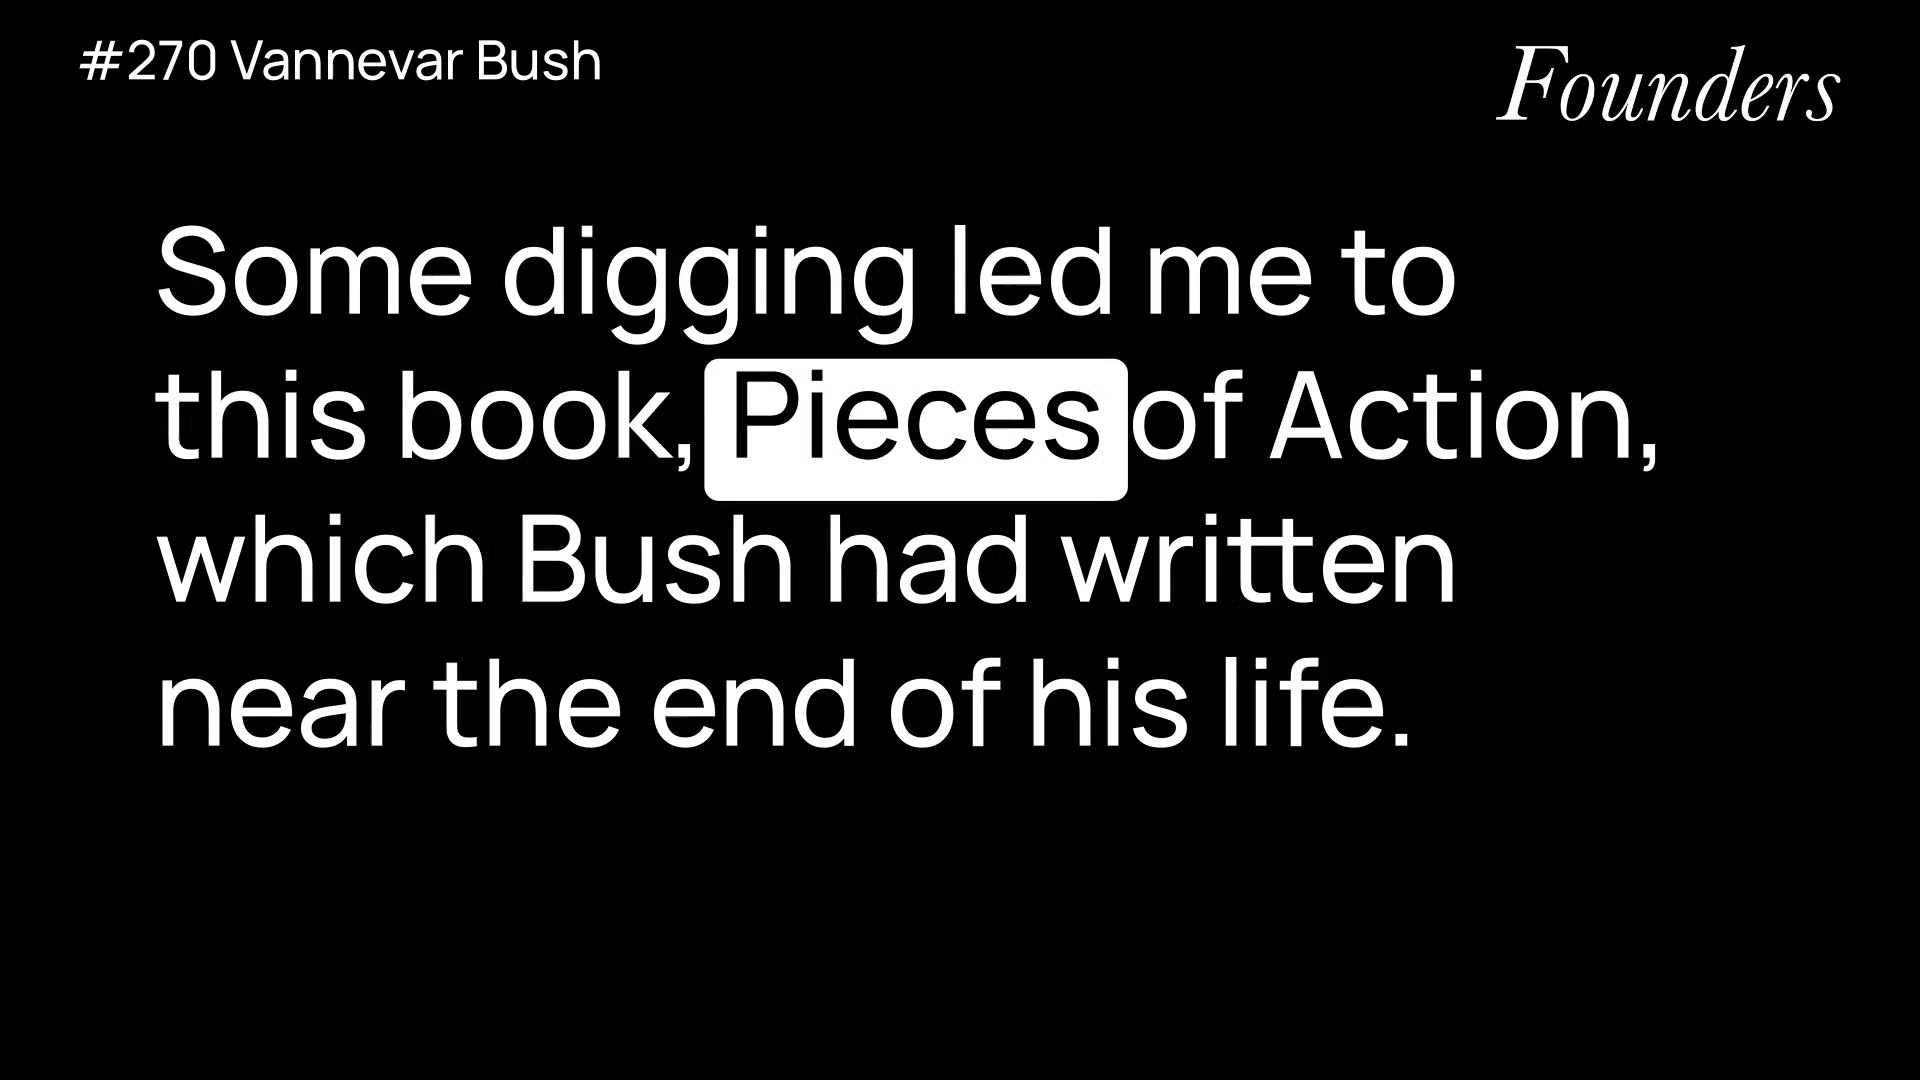 #270 Vannevar Bush
Founders
Some digging led me to
this book, Pieces of Action,
which Bush had written
near the end of his life.